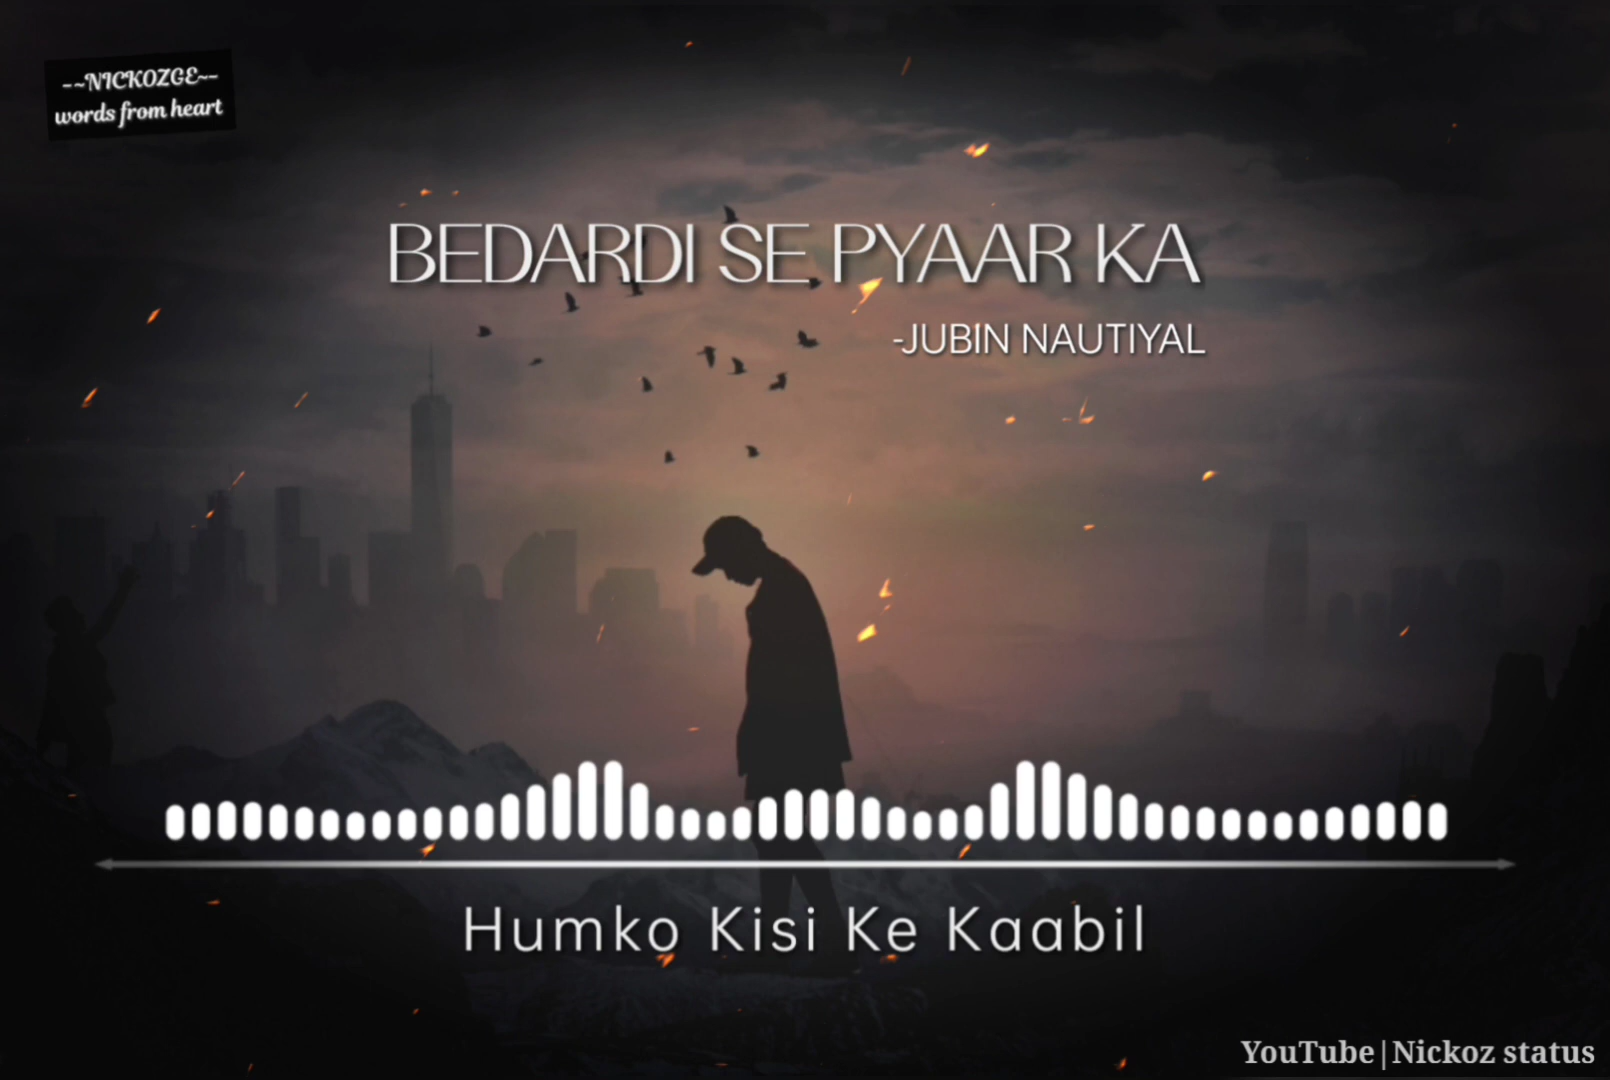 ~~NICKOZGE~~
words from heart
BEDARDI SE PYAAR KA
-JUBIN NAUTIYAL
Humko Kisi Ke Kaabil
YouTube|Nickoz status